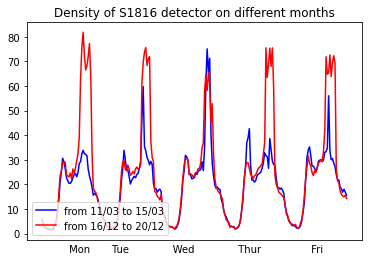 Density of S1816 detector on different months
80
70
60
50
40
30
20
10
0
from 11/03 to 15/03
from 16/12 to 20/12
Mon Tue Wed Thur Fri